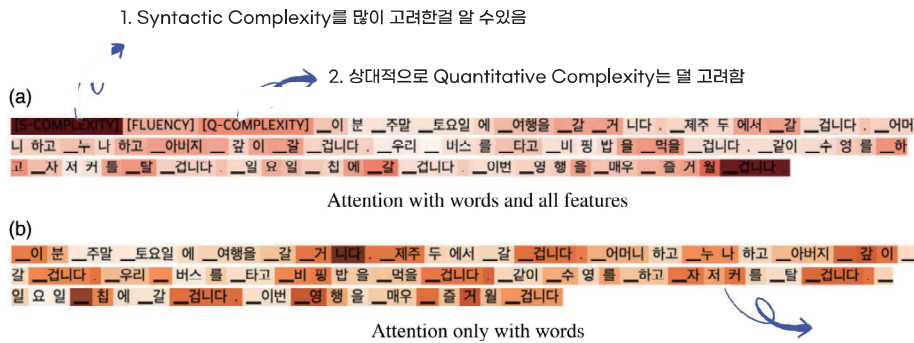 1. Syntactic Complexity를 많이 고려한걸 알 수있음
2. 상대적으로 Quantitative Complexity는 덜 고려함
(a)
[S-COMPLEXITY] [FLUENCY] [Q-COMPLEXITY] __이 분 __주말 __토요일 에 __여행을 __갈 __거 니다 . __제주 두 에서 __갈 __겁니다 . __어머
니 하고 __누 나 하고 __아버지 __ 갚 이 __갈 __겁니다 . __우리 __ 버스 를 __타고 __비 핑 밥 을 __먹을 __겁니다 . __같이 __수 영 를 __하
고 __자 저 커 를 __탈 __겁니다 . __일 요 일 __ 칩 에 __갈 __겁니다 . __이번 __영 행 을 __매우 __ 즐 거 월 __겁니다
Attention with words and all features
(b)
__이 분 __주말 __토요일 에 __여행을 __갈 __거 니다 . __제주 두 에서 __갈 __겁니다 . __어머니 하고 __누 나 하고 __아버지 __ 갚 이 __
갈 __겁니다 . __우리 __ 버스 를 __타고 __비 핑 밥 을 __먹을 __겁니다 . __같이 __수 영 를 __하고 __자 저 커 를 __탈 __겁니다 . __
일 요 일 __ 칩 에 __갈 __겁니다 . __이번 __영 행 을 __매우 __ 즐 거 월 __겁니다
Attention only with words